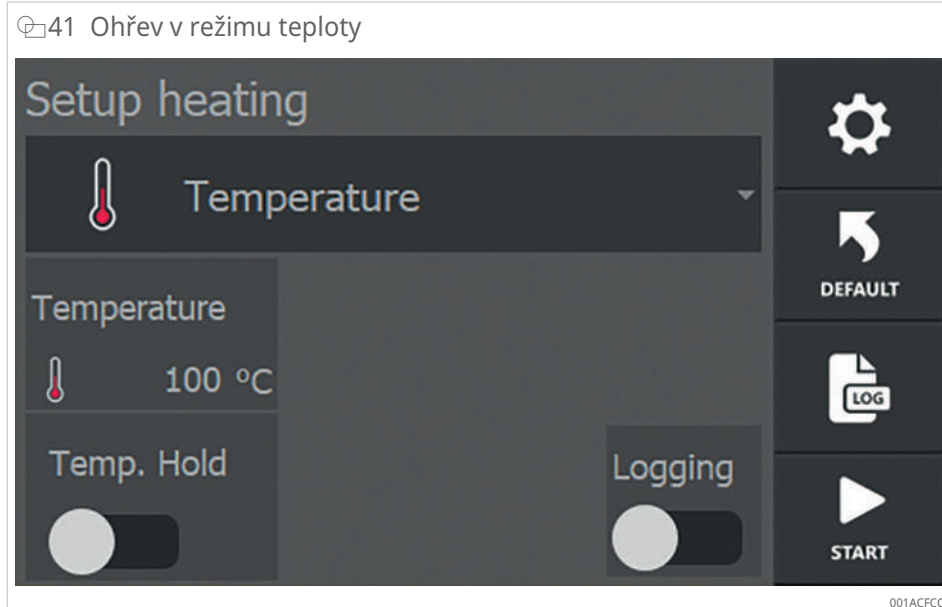 41 Ohřev v režimu teploty
Setup heating
Temperature
Temperature
100 °C
Temp. Hold
Logging
DEFAULT
LOG
START
001ACFCC